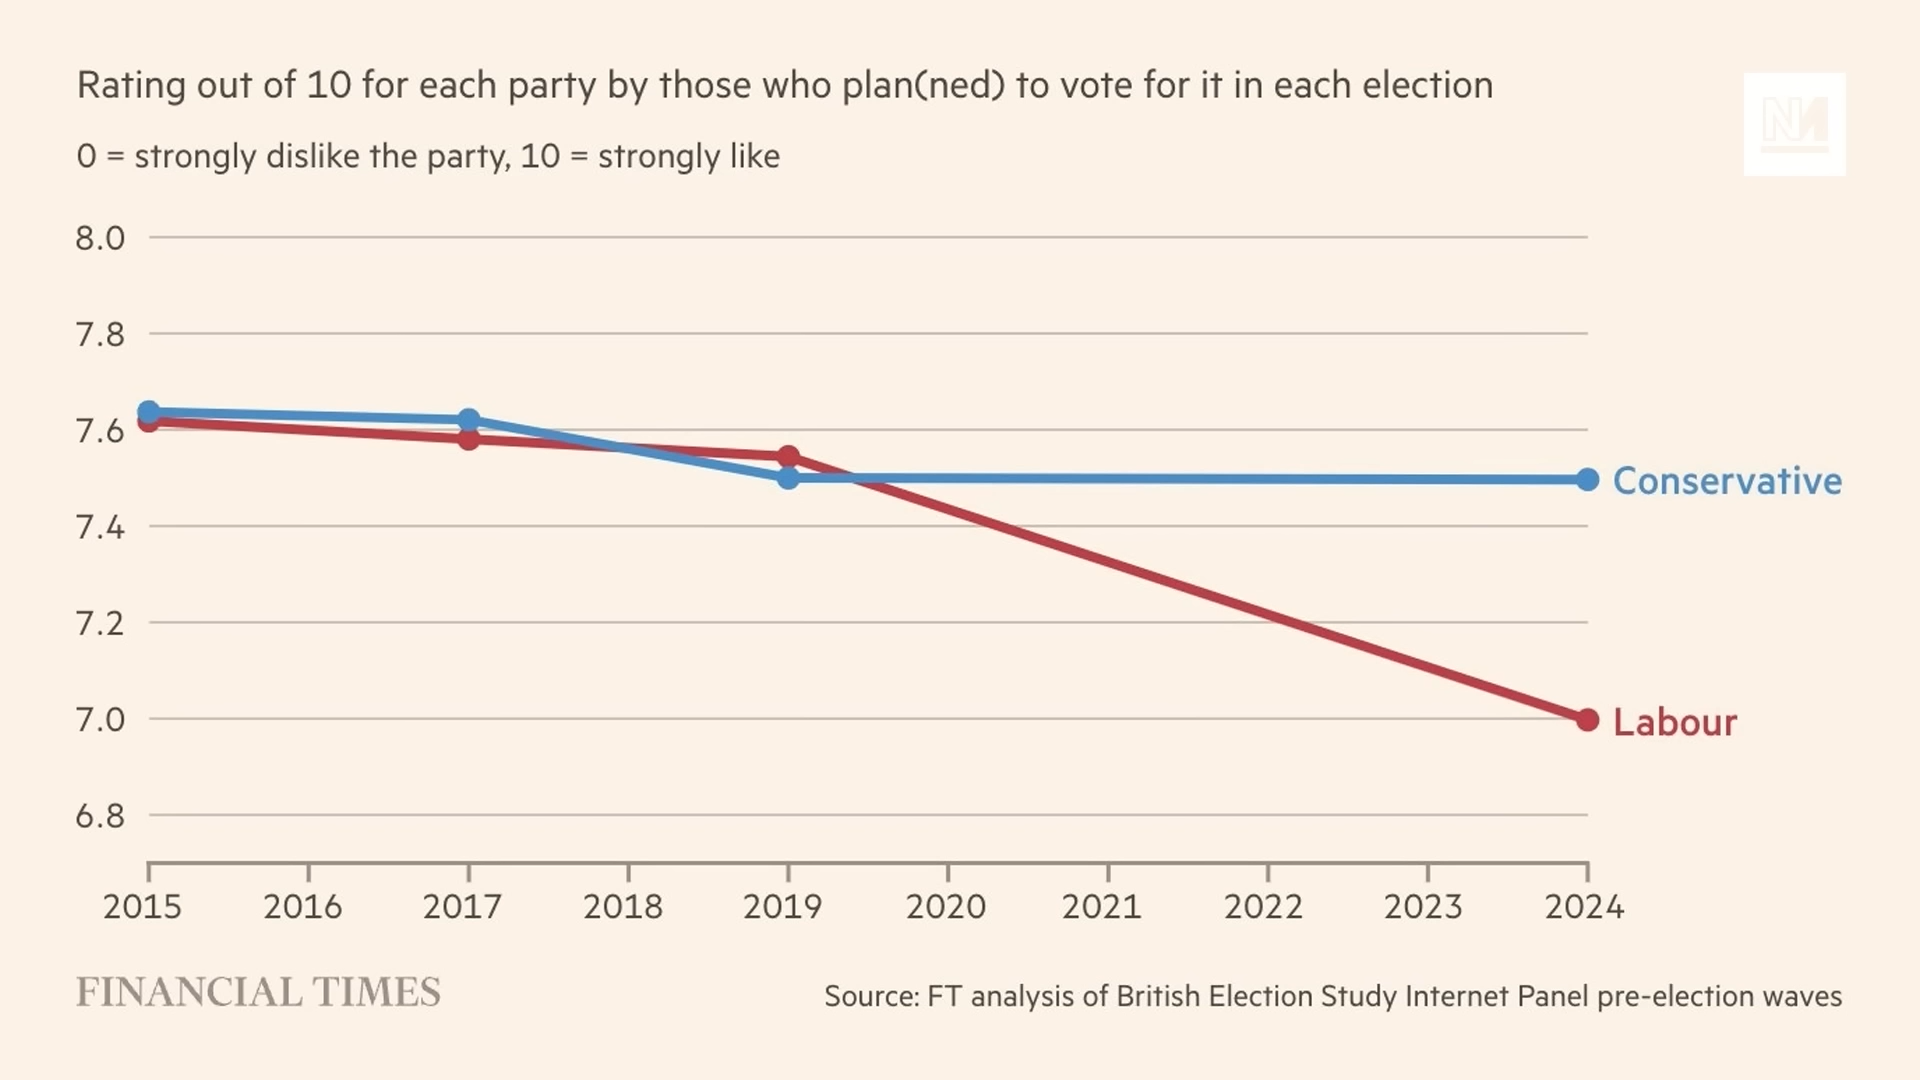 Rating out of 10 for each party by those who plan(ned) to vote for it in each election
0 = strongly dislike the party, 10 = strongly like
8.0
7.8
7.6
7.4
7.2
7.0
6.8
Conservative
Labour
2015 2016 2017 2018 2019 2020 2021 2022 2023 2024
FINANCIAL TIMES
Source: FT analysis of British Election Study Internet Panel pre-election waves